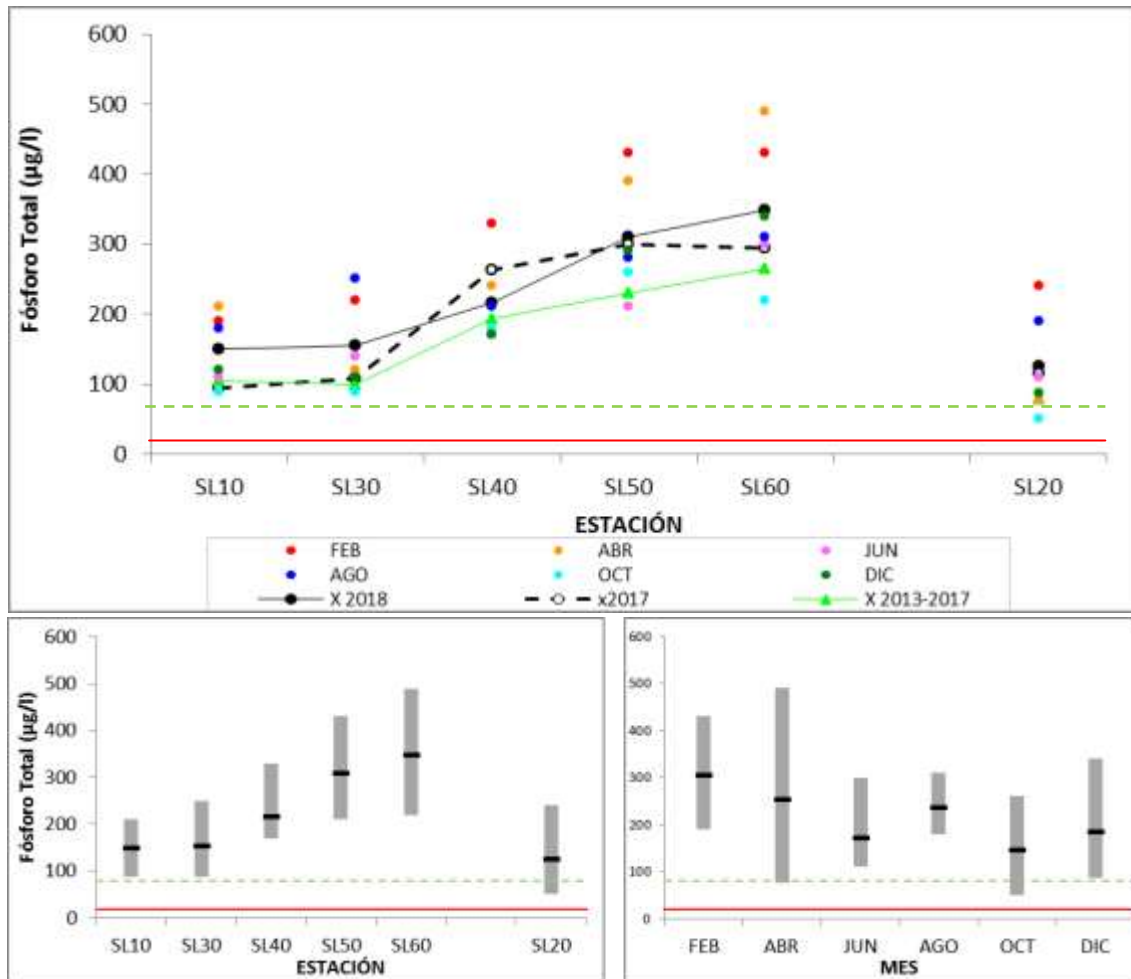 600
500
400
300
200
100
0
Fósforo Total (µg/l)
SL10 SL30 SL40 SL50 SL60 SL20
ESTACIÓN
FEB ABR JUN
AGO OCT DIC
X 2018 x2017 X 2013-2017
600
500
400
300
200
100
0
Fósforo Total (µg/l)
SL10 SL30 SL40 SL50 SL60 SL20
ESTACIÓN
600
500
400
300
200
100
0
FEB ABR JUN AGO OCT DIC
MES